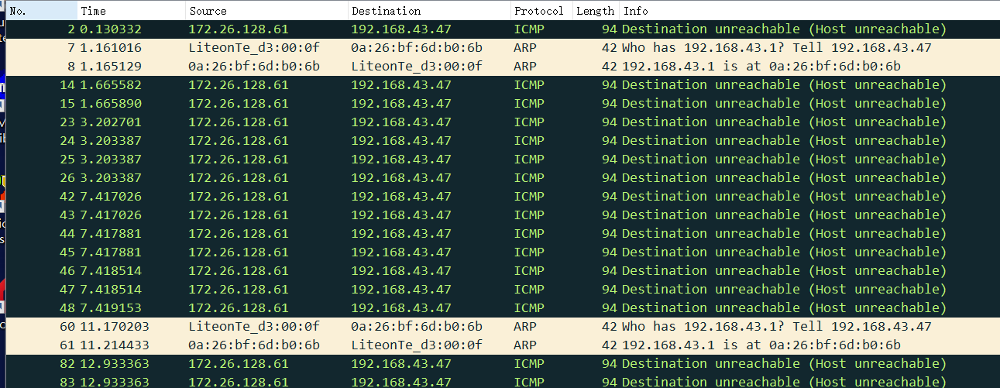 No. Time Source Destination Protocol Length Info
2 0.130332 172.26.128.61 192.168.43.47 ICMP 94 Destination unreachable (Host unreachable)
7 1.161016 LiteonTe_d3:00:0f 0a:26:bf:6d:b0:6b ARP 42 Who has 192.168.43.1? Tell 192.168.43.47
8 1.165129 0a:26:bf:6d:b0:6b LiteonTe_d3:00:0f ARP 42 192.168.43.1 is at 0a:26:bf:6d:b0:6b
14 1.665582 172.26.128.61 192.168.43.47 ICMP 94 Destination unreachable (Host unreachable)
15 1.665890 172.26.128.61 192.168.43.47 ICMP 94 Destination unreachable (Host unreachable)
23 3.202701 172.26.128.61 192.168.43.47 ICMP 94 Destination unreachable (Host unreachable)
24 3.203387 172.26.128.61 192.168.43.47 ICMP 94 Destination unreachable (Host unreachable)
25 3.203387 172.26.128.61 192.168.43.47 ICMP 94 Destination unreachable (Host unreachable)
26 3.203387 172.26.128.61 192.168.43.47 ICMP 94 Destination unreachable (Host unreachable)
42 7.417026 172.26.128.61 192.168.43.47 ICMP 94 Destination unreachable (Host unreachable)
43 7.417026 172.26.128.61 192.168.43.47 ICMP 94 Destination unreachable (Host unreachable)
44 7.417881 172.26.128.61 192.168.43.47 ICMP 94 Destination unreachable (Host unreachable)
45 7.417881 172.26.128.61 192.168.43.47 ICMP 94 Destination unreachable (Host unreachable)
46 7.418514 172.26.128.61 192.168.43.47 ICMP 94 Destination unreachable (Host unreachable)
47 7.418514 172.26.128.61 192.168.43.47 ICMP 94 Destination unreachable (Host unreachable)
48 7.419153 172.26.128.61 192.168.43.47 ICMP 94 Destination unreachable (Host unreachable)
60 11.170203 LiteonTe_d3:00:0f 0a:26:bf:6d:b0:6b ARP 42 Who has 192.168.43.1? Tell 192.168.43.47
61 11.214433 0a:26:bf:6d:b0:6b LiteonTe_d3:00:0f ARP 42 192.168.43.1 is at 0a:26:bf:6d:b0:6b
82 12.933363 172.26.128.61 192.168.43.47 ICMP 94 Destination unreachable (Host unreachable)
83 12.933363 172.26.128.61 192.168.43.47 ICMP 94 Destination unreachable (Host unreachable)